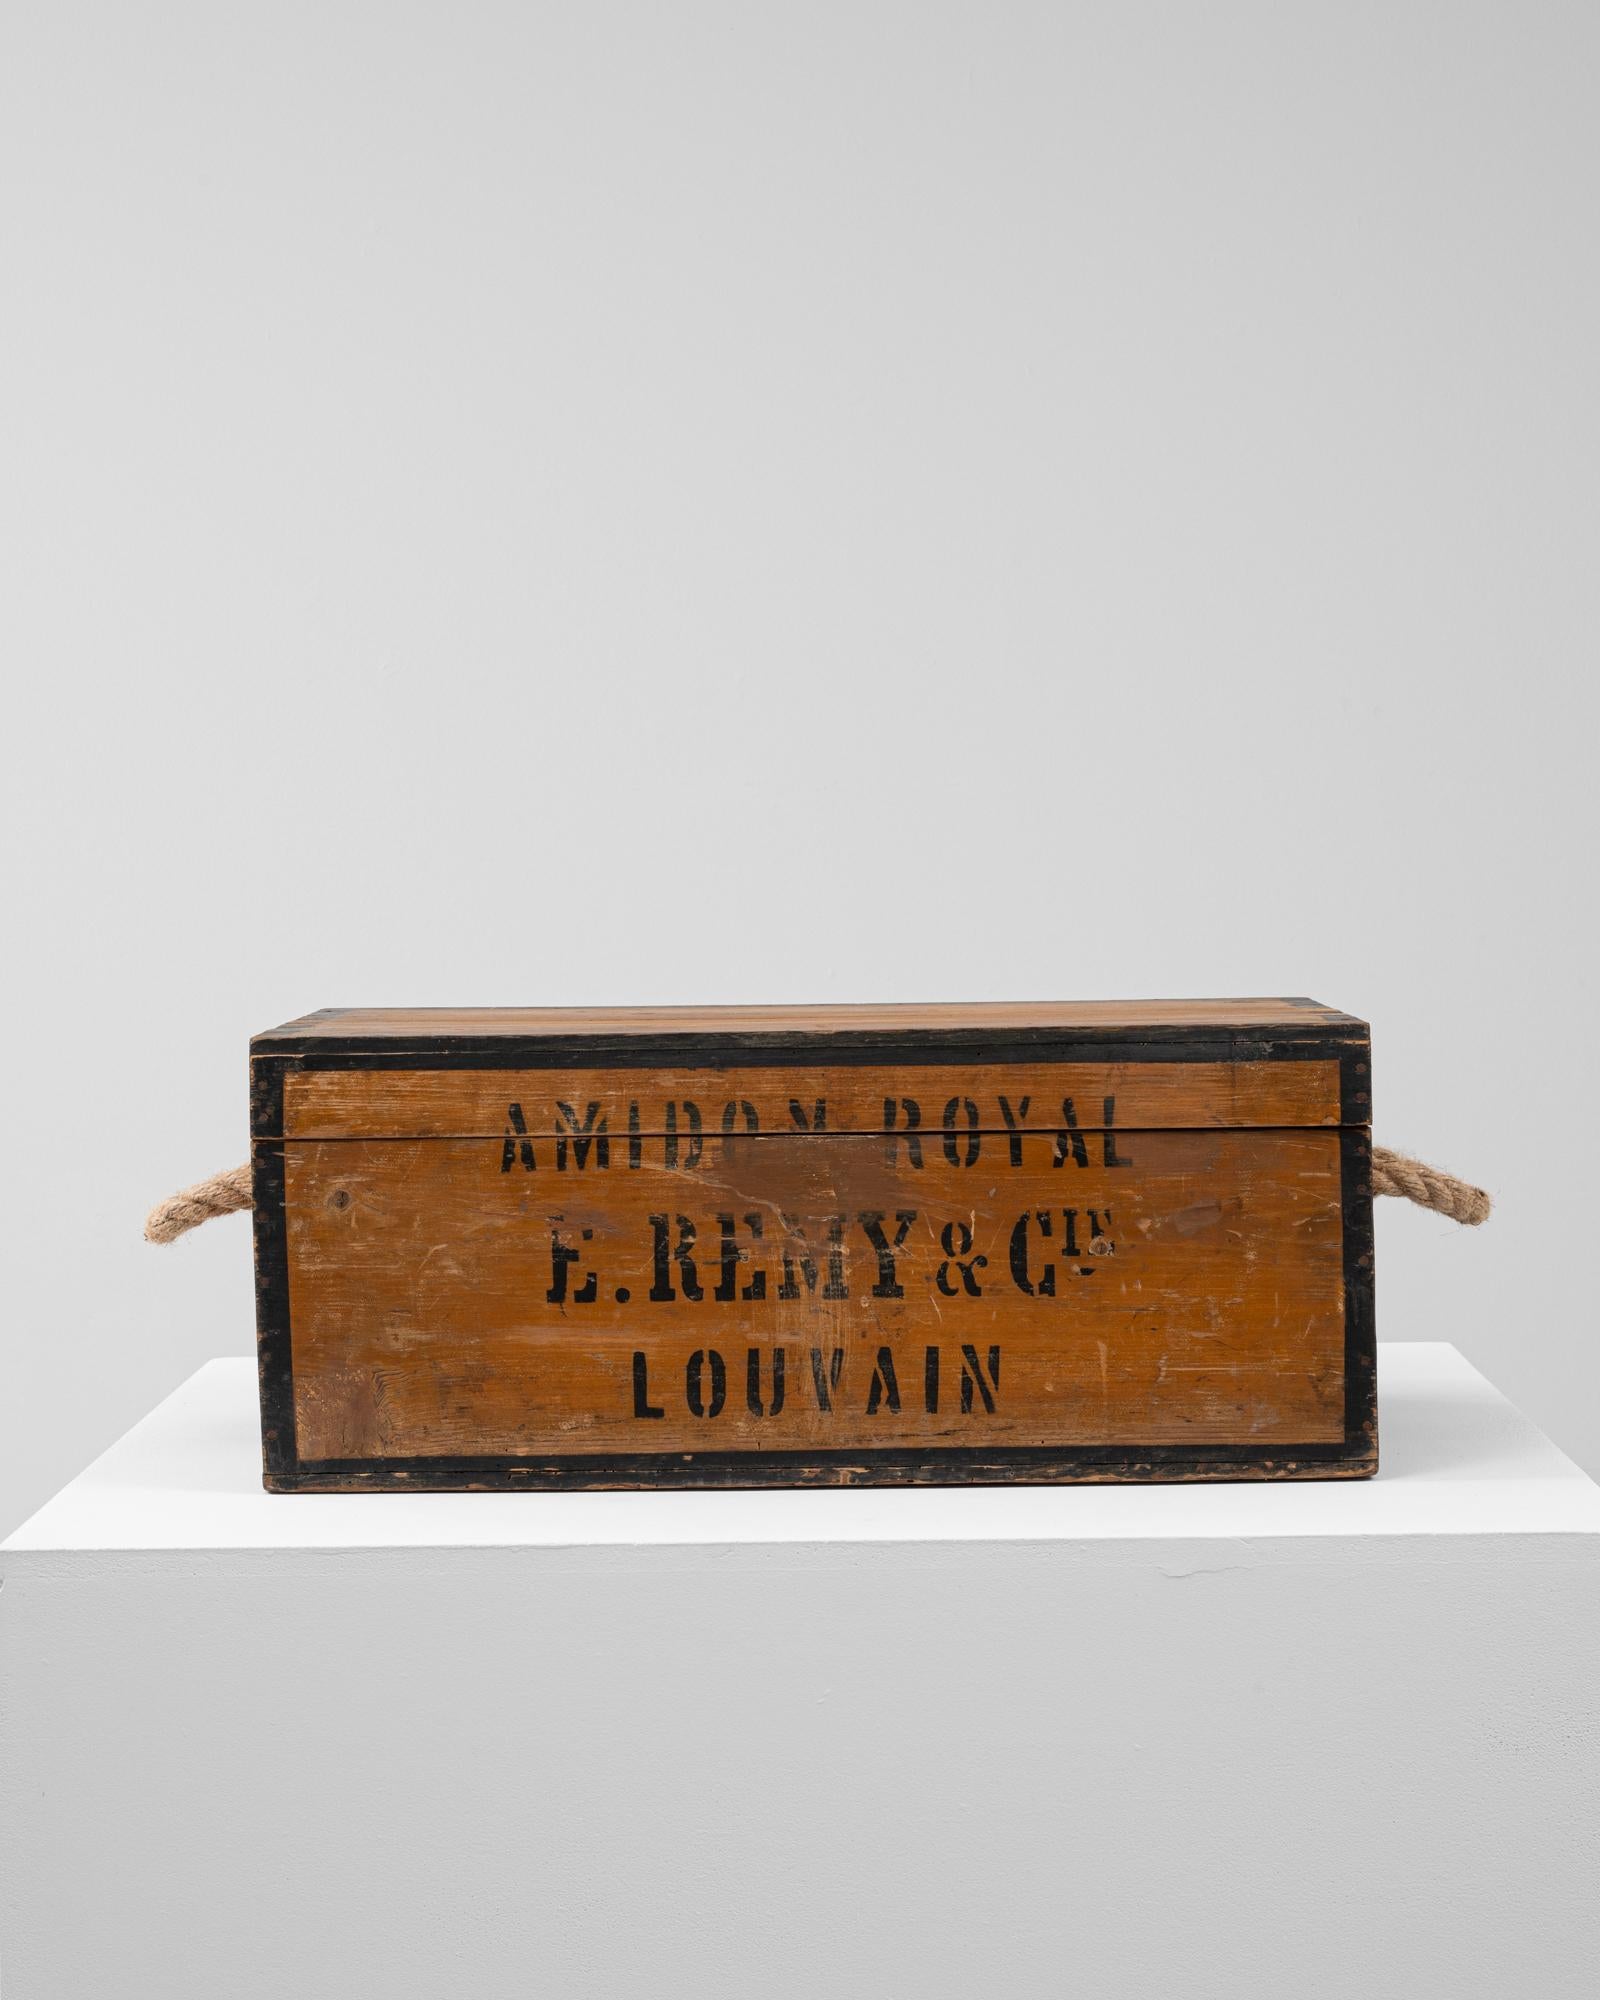 AMIDON ROYAL
E. REMY & CIE
LOUVAIN